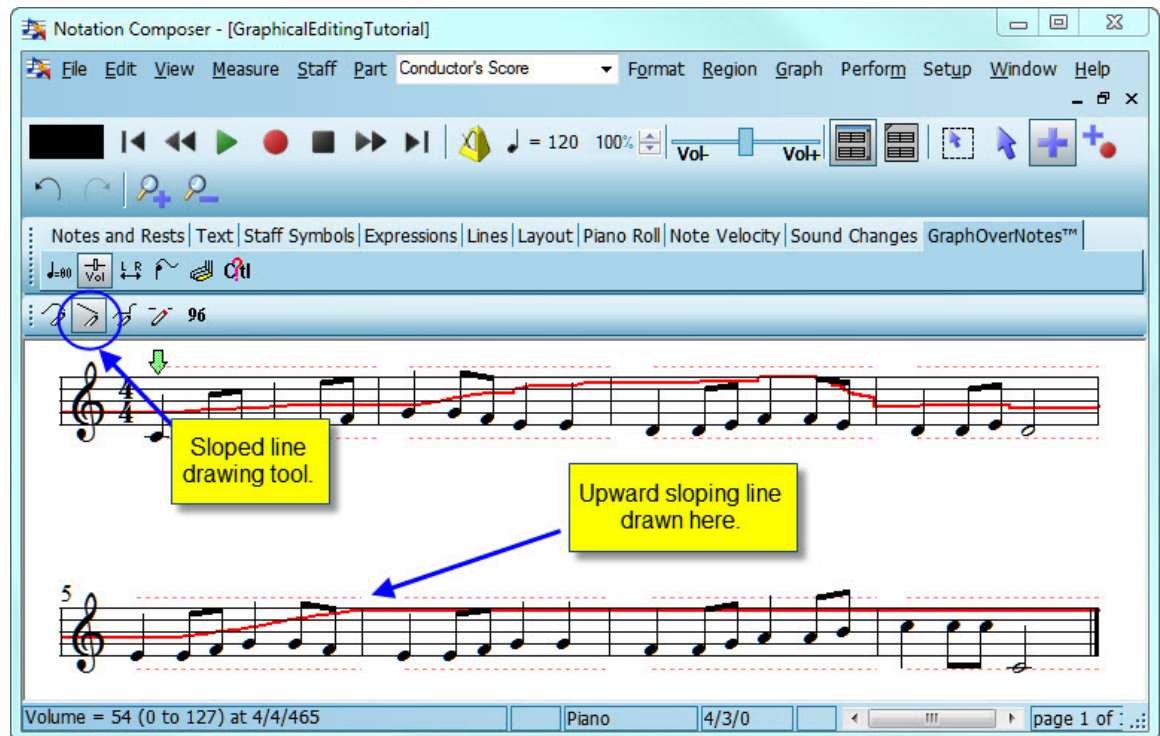 Notation Composer - [GraphicalEditingTutorial]
File Edit View Measure Staff Part Conductor's Score Format Region Graph Perform Setup Window Help
= 120 100% Vol- Vol+
Notes and Rests Text Staff Symbols Expressions Lines Layout Piano Roll Note Velocity Sound Changes GraphOverNotes™
=80 Vol L R Ctl
96
4
4
Sloped line
drawing tool.
Upward sloping line
drawn here.
5
Volume = 54 (0 to 127) at 4/4/465 Piano 4/3/0 page 1 of